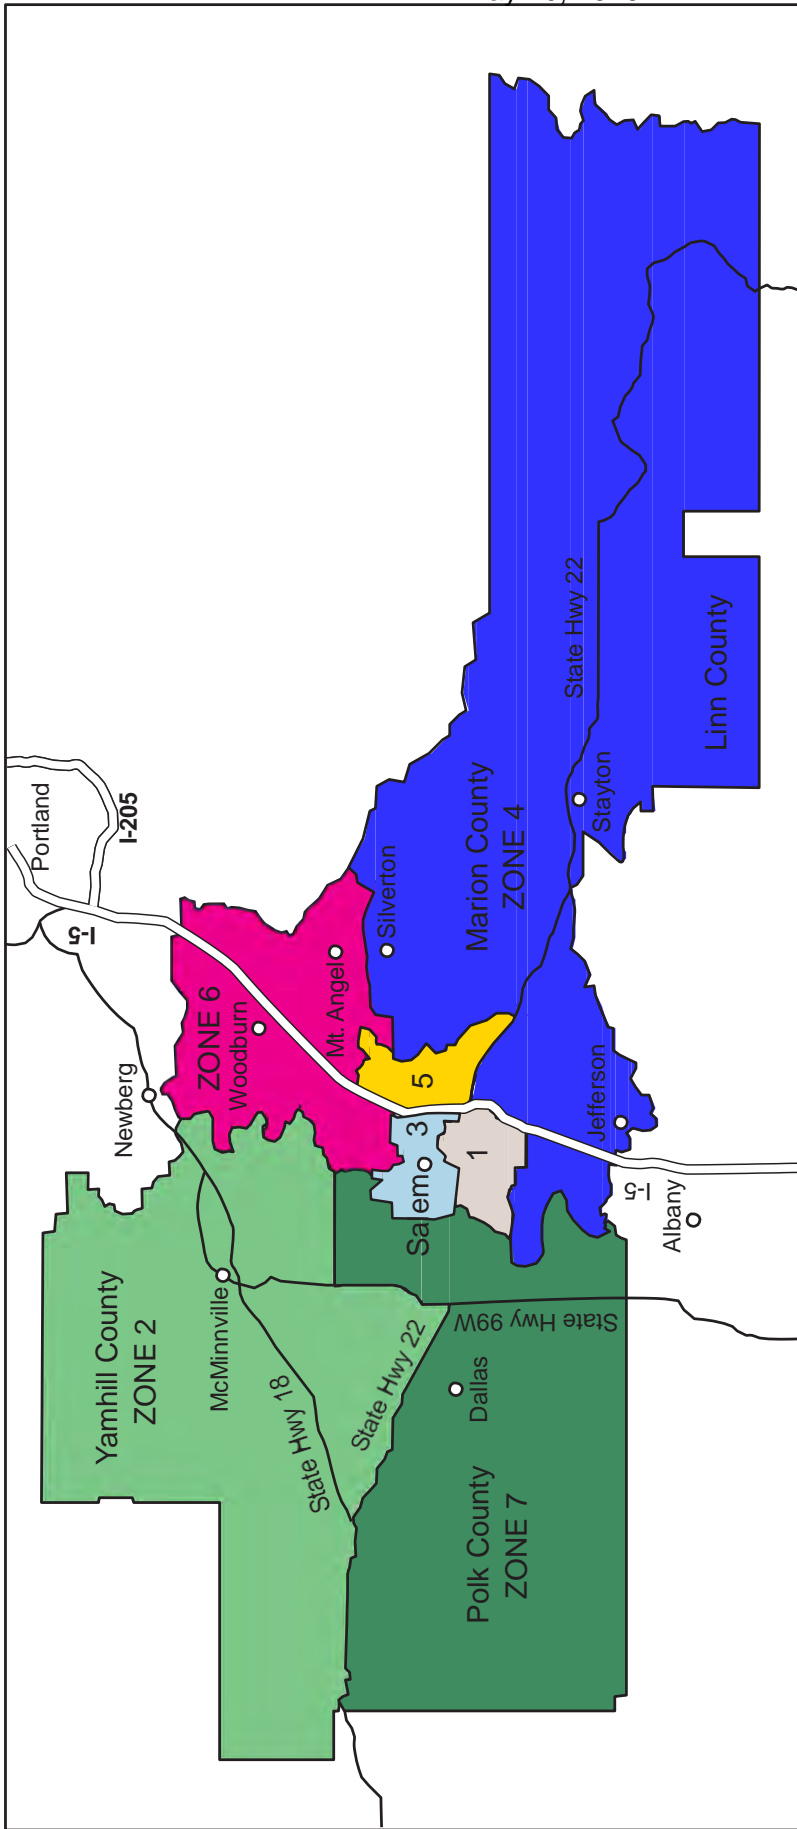 Portland
I-205
I-5
Newberg
ZONE 6
Woodburn
Mt. Angel
Silverton
Marion County
ZONE 4
State Hwy 22
Stayton
Linn County
5
3
1
Salem
Jefferson
I-5
Albany
Yamhill County
ZONE 2
McMinnville
State Hwy 18
State Hwy 22
State Hwy 99W
Dallas
Polk County
ZONE 7